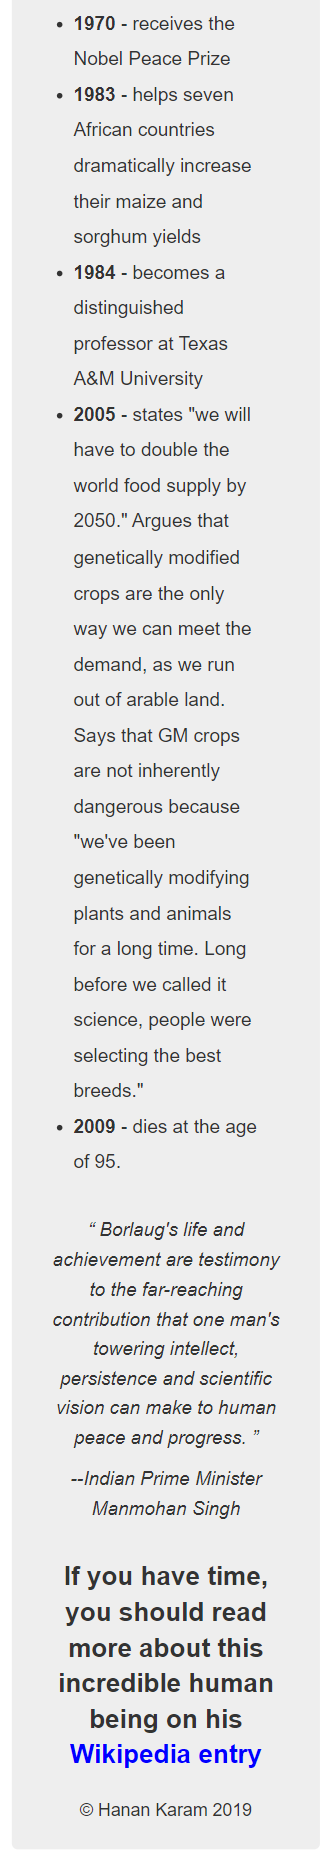 • 1970 - receives the
Nobel Peace Prize
• 1983 - helps seven
African countries
dramatically increase
their maize and
sorghum yields
• 1984 - becomes a
distinguished
professor at Texas
A&M University
• 2005 - states "we will
have to double the
world food supply by
2050." Argues that
genetically modified
crops are the only
way we can meet the
demand, as we run
out of arable land.
Says that GM crops
are not inherently
dangerous because
"we've been
genetically modifying
plants and animals
for a long time. Long
before we called it
science, people were
selecting the best
breeds."
• 2009 - dies at the age
of 95.
“ Borlaug's life and
achievement are testimony
to the far-reaching
contribution that one man's
towering intellect,
persistence and scientific
vision can make to human
peace and progress. ”
--Indian Prime Minister
Manmohan Singh
If you have time,
you should read
more about this
incredible human
being on his
Wikipedia entry
© Hanan Karam 2019